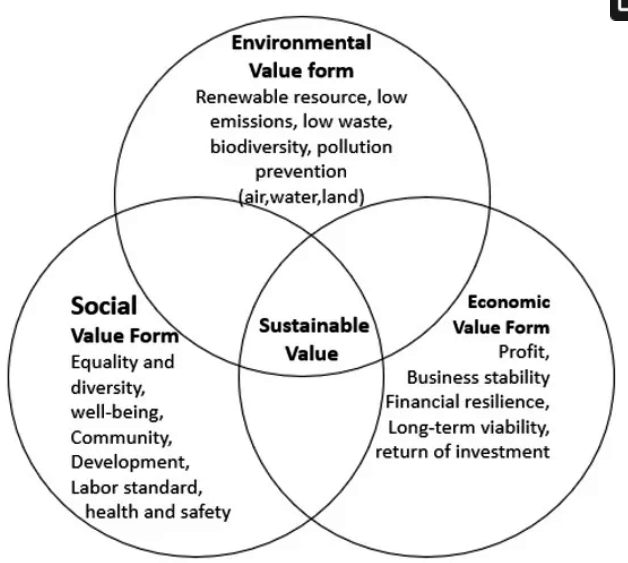 Environmental
Value form
Renewable resource, low
emissions, low waste,
biodiversity, pollution
prevention
(air,water,land)
Social
Value Form
Equality and
diversity,
well-being,
Community,
Development,
Labor standard,
health and safety
Sustainable
Value
Economic
Value Form
Profit,
Business stability
Financial resilience,
Long-term viability,
return of investment